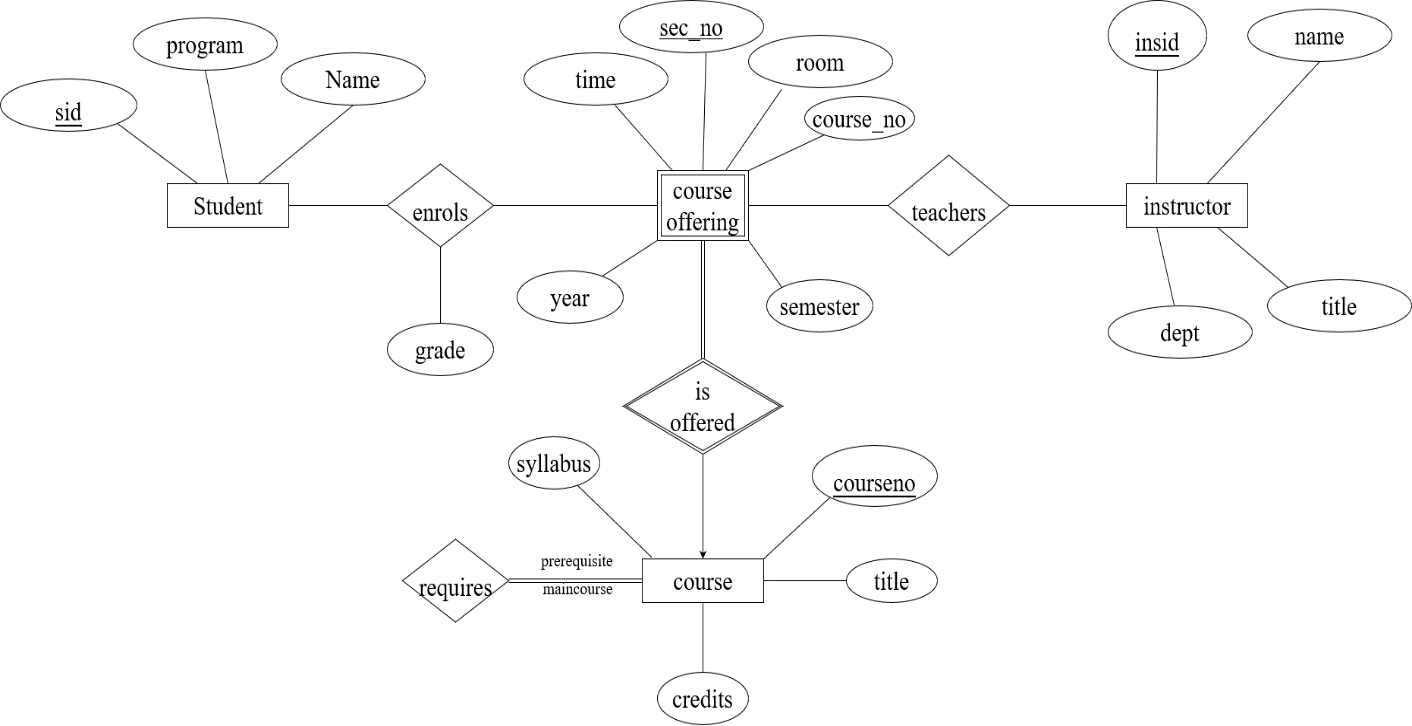 sec_no
insid
name
program
room
time
Name
sid
course_no
Student
enrols
course
offering
teachers
instructor
year
semester
title
dept
grade
is
offered
syllabus
courseno
prerequisite
requires
maincourse
course
title
credits